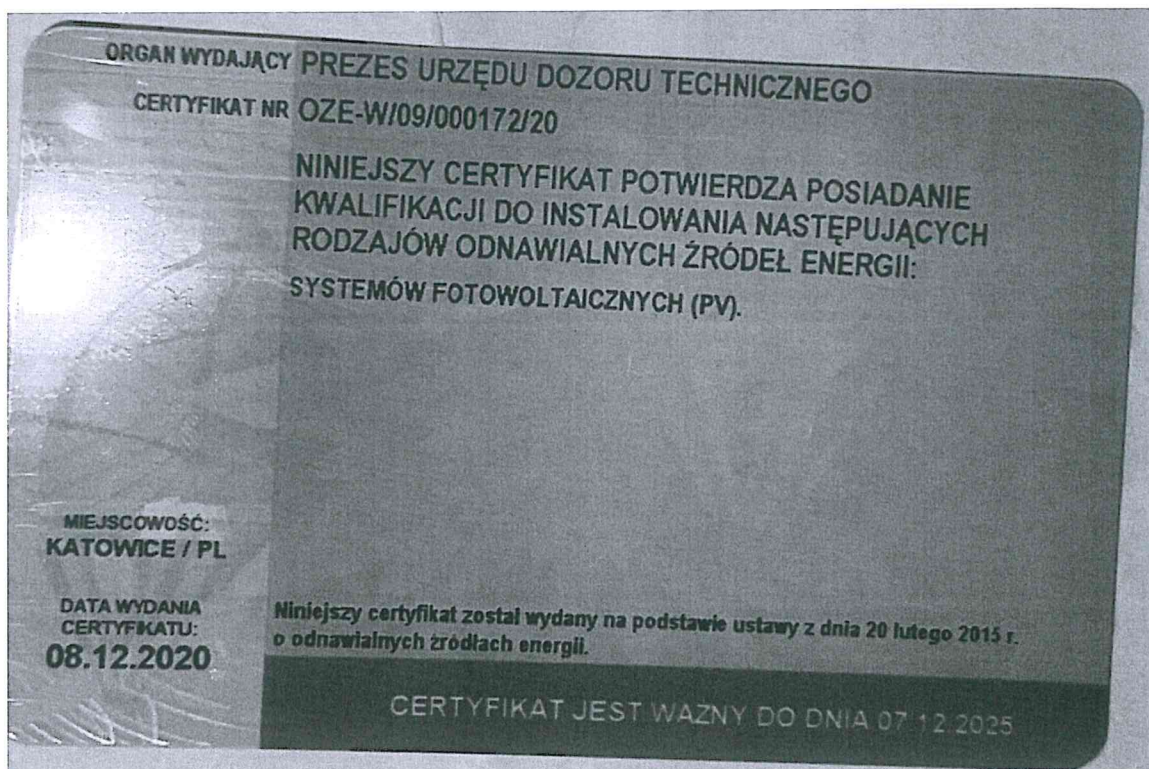 ORGAN WYDAJĄCY PREZES URZĘDU DOZORU TECHNICZNEGO
CERTYFIKAT NR OZE-W/09/000172/20
NINIEJSZY CERTYFIKAT POTWIERDZA POSIADANIE
KWALIFIKACJI DO INSTALOWANIA NASTĘPUJĄCYCH
RODZAJÓW ODNAWIALNYCH ŹRÓDEŁ ENERGII:
SYSTEMÓW FOTOWOLTAICZNYCH (PV).
MIEJSCOWOŚĆ:
KATOWICE / PL
DATA WYDANIA
CERTYFIKATU:
08.12.2020
Niniejszy certyfikat został wydany na podstawie ustawy z dnia 20 lutego 2015 r.
o odnawialnych źródłach energii.
CERTYFIKAT JEST WAŻNY DO DNIA 07.12.2025